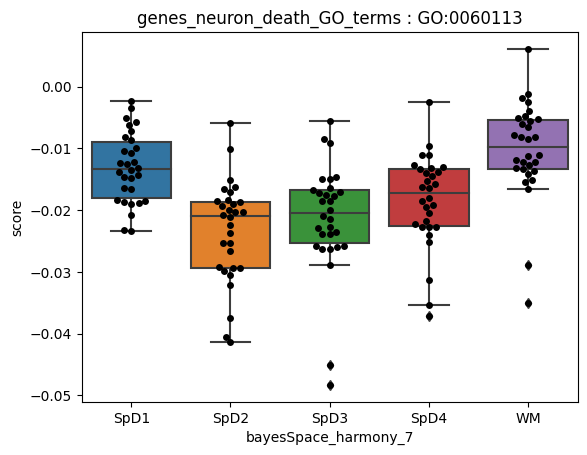 genes_neuron_death_GO_terms : GO:0060113
score
0.00
−0.01
−0.02
−0.03
−0.04
−0.05
SpD1 SpD2 SpD3 SpD4 WM
bayesSpace_harmony_7